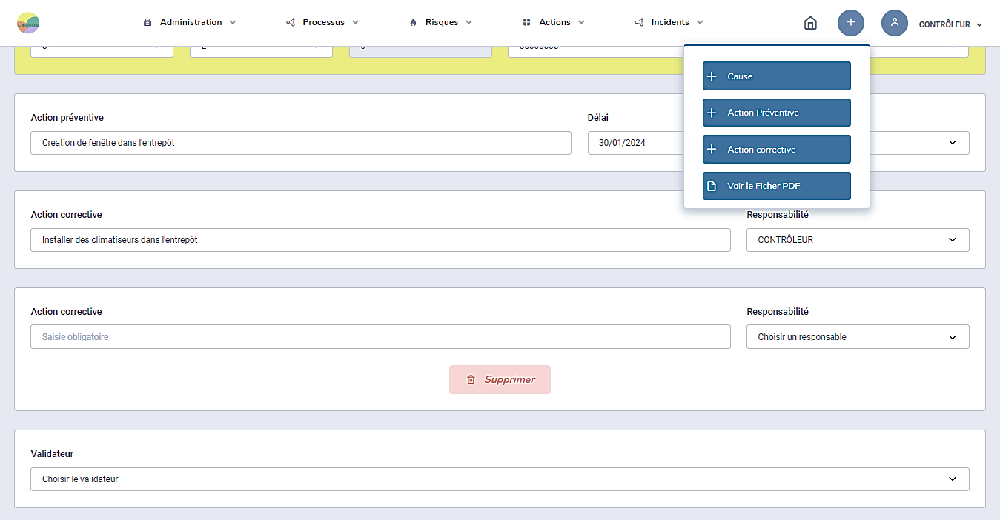 Administration
Processus
Risques
Actions
Incidents
CONTRÔLEUR
Cause
Action Préventive
Action corrective
Voir le Ficher PDF
Action préventive
Délai
Creation de fenêtre dans l'entrepôt
30/01/2024
Action corrective
Responsabilité
Installer des climatiseurs dans l'entrepôt
CONTRÔLEUR
Action corrective
Responsabilité
Saisie obligatoire
Choisir un responsable
Supprimer
Validateur
Choisir le validateur